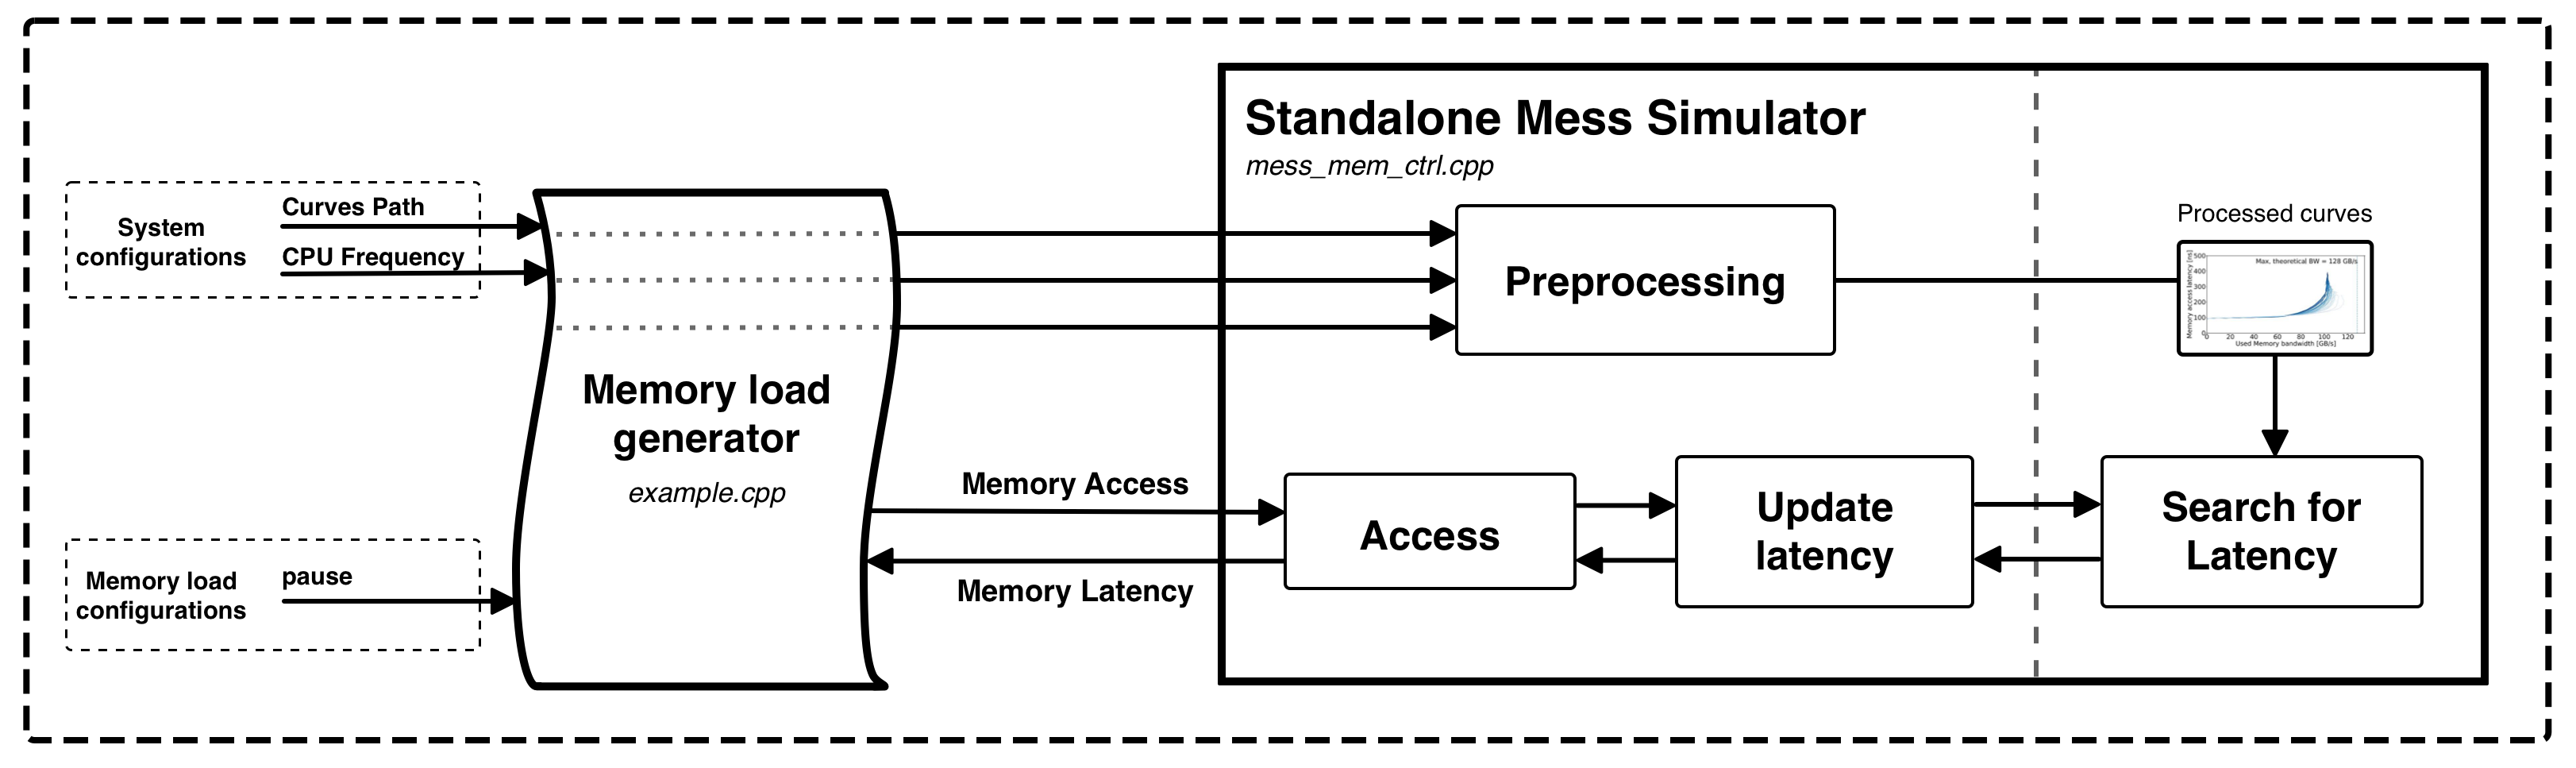 Standalone Mess Simulator
mess_mem_ctrl.cpp
System
configurations
Curves Path
CPU Frequency
Preprocessing
Processed curves
Max. theoretical BW = 128 GB/s
Memory access latency [ns]
500
400
300
200
100
0
0 20 40 60 80 100 120
Used Memory bandwidth [GB/s]
Memory load
generator
example.cpp
Memory Access
Memory Latency
Access
Update
latency
Search for
Latency
Memory load
configurations
pause